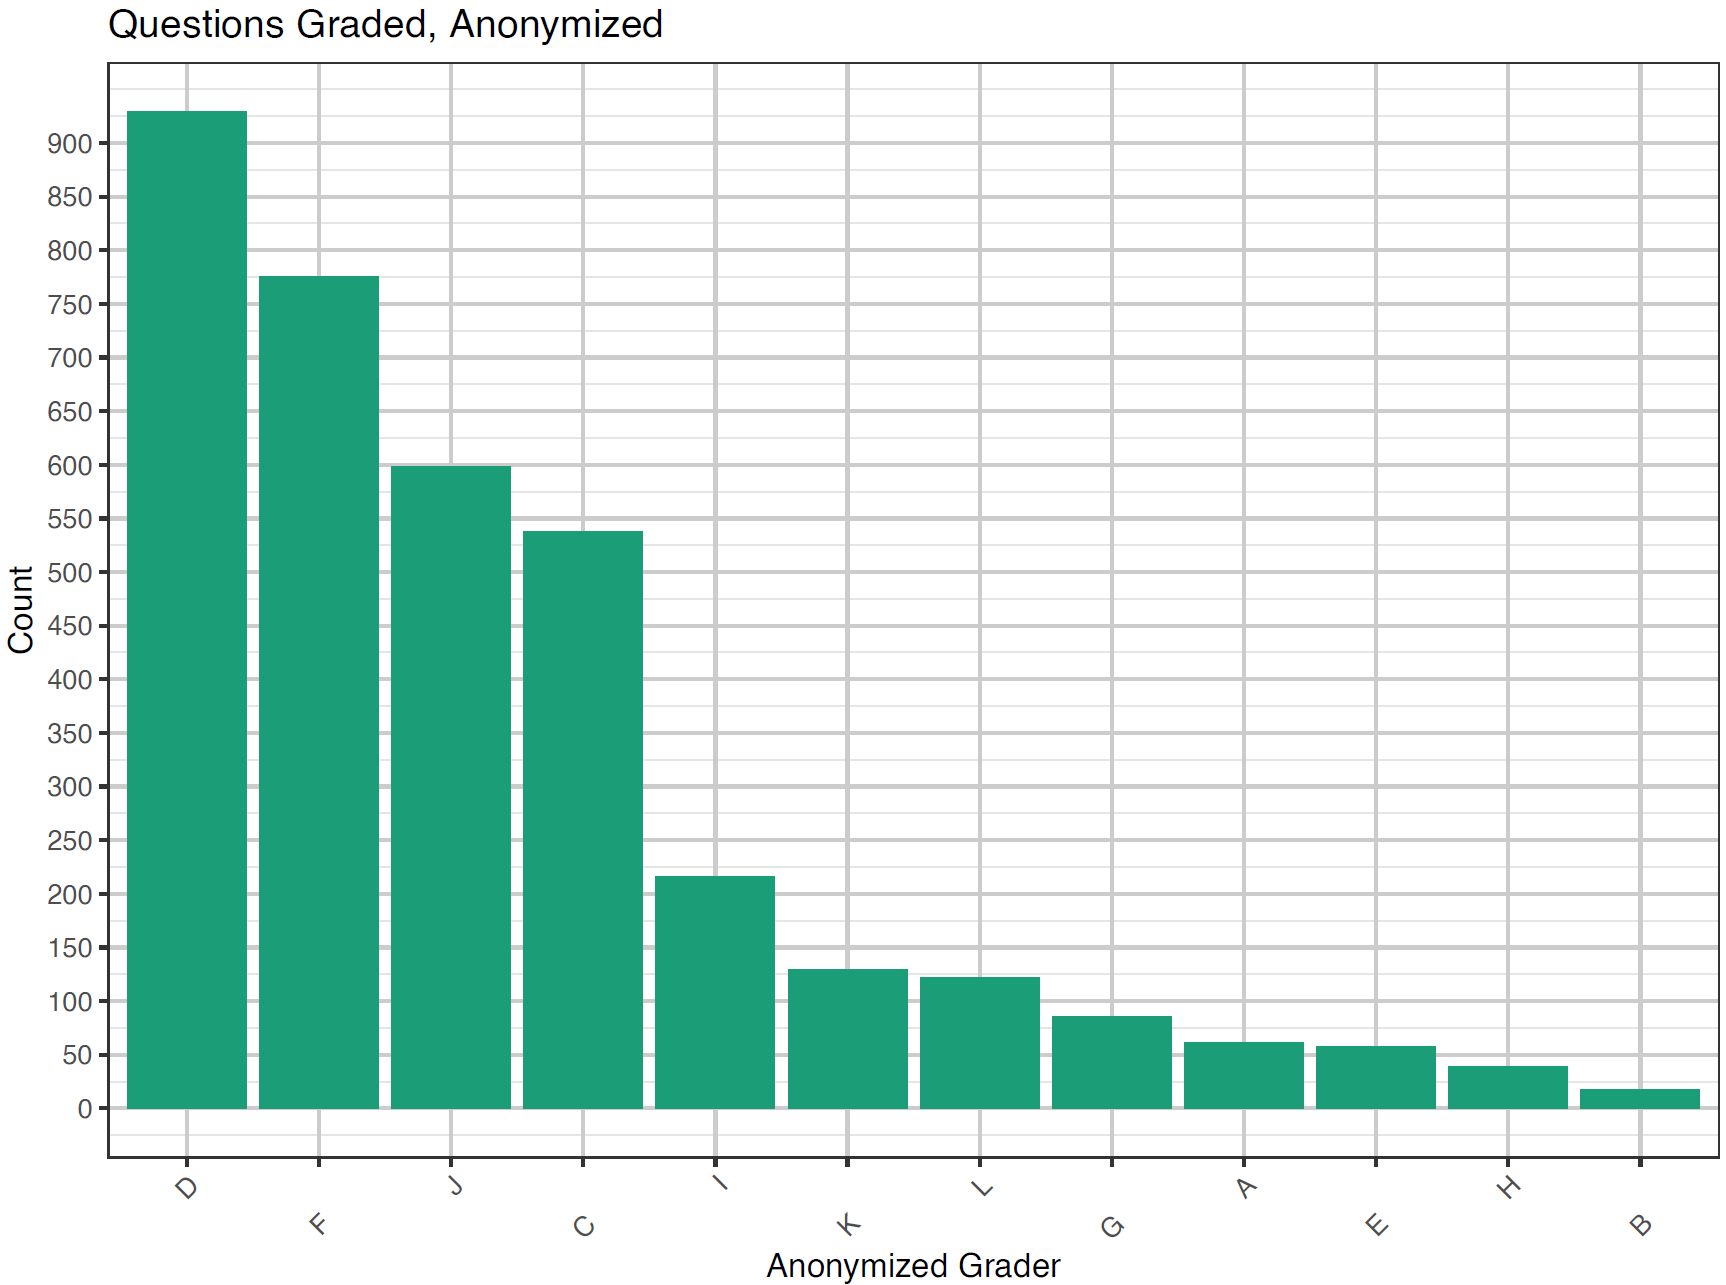 Questions Graded, Anonymized
900
850
800
750
700
650
600
550
500
450
400
350
300
250
200
150
100
50
0
Count
D
F
J
C
I
K
L
G
A
E
H
B
Anonymized Grader